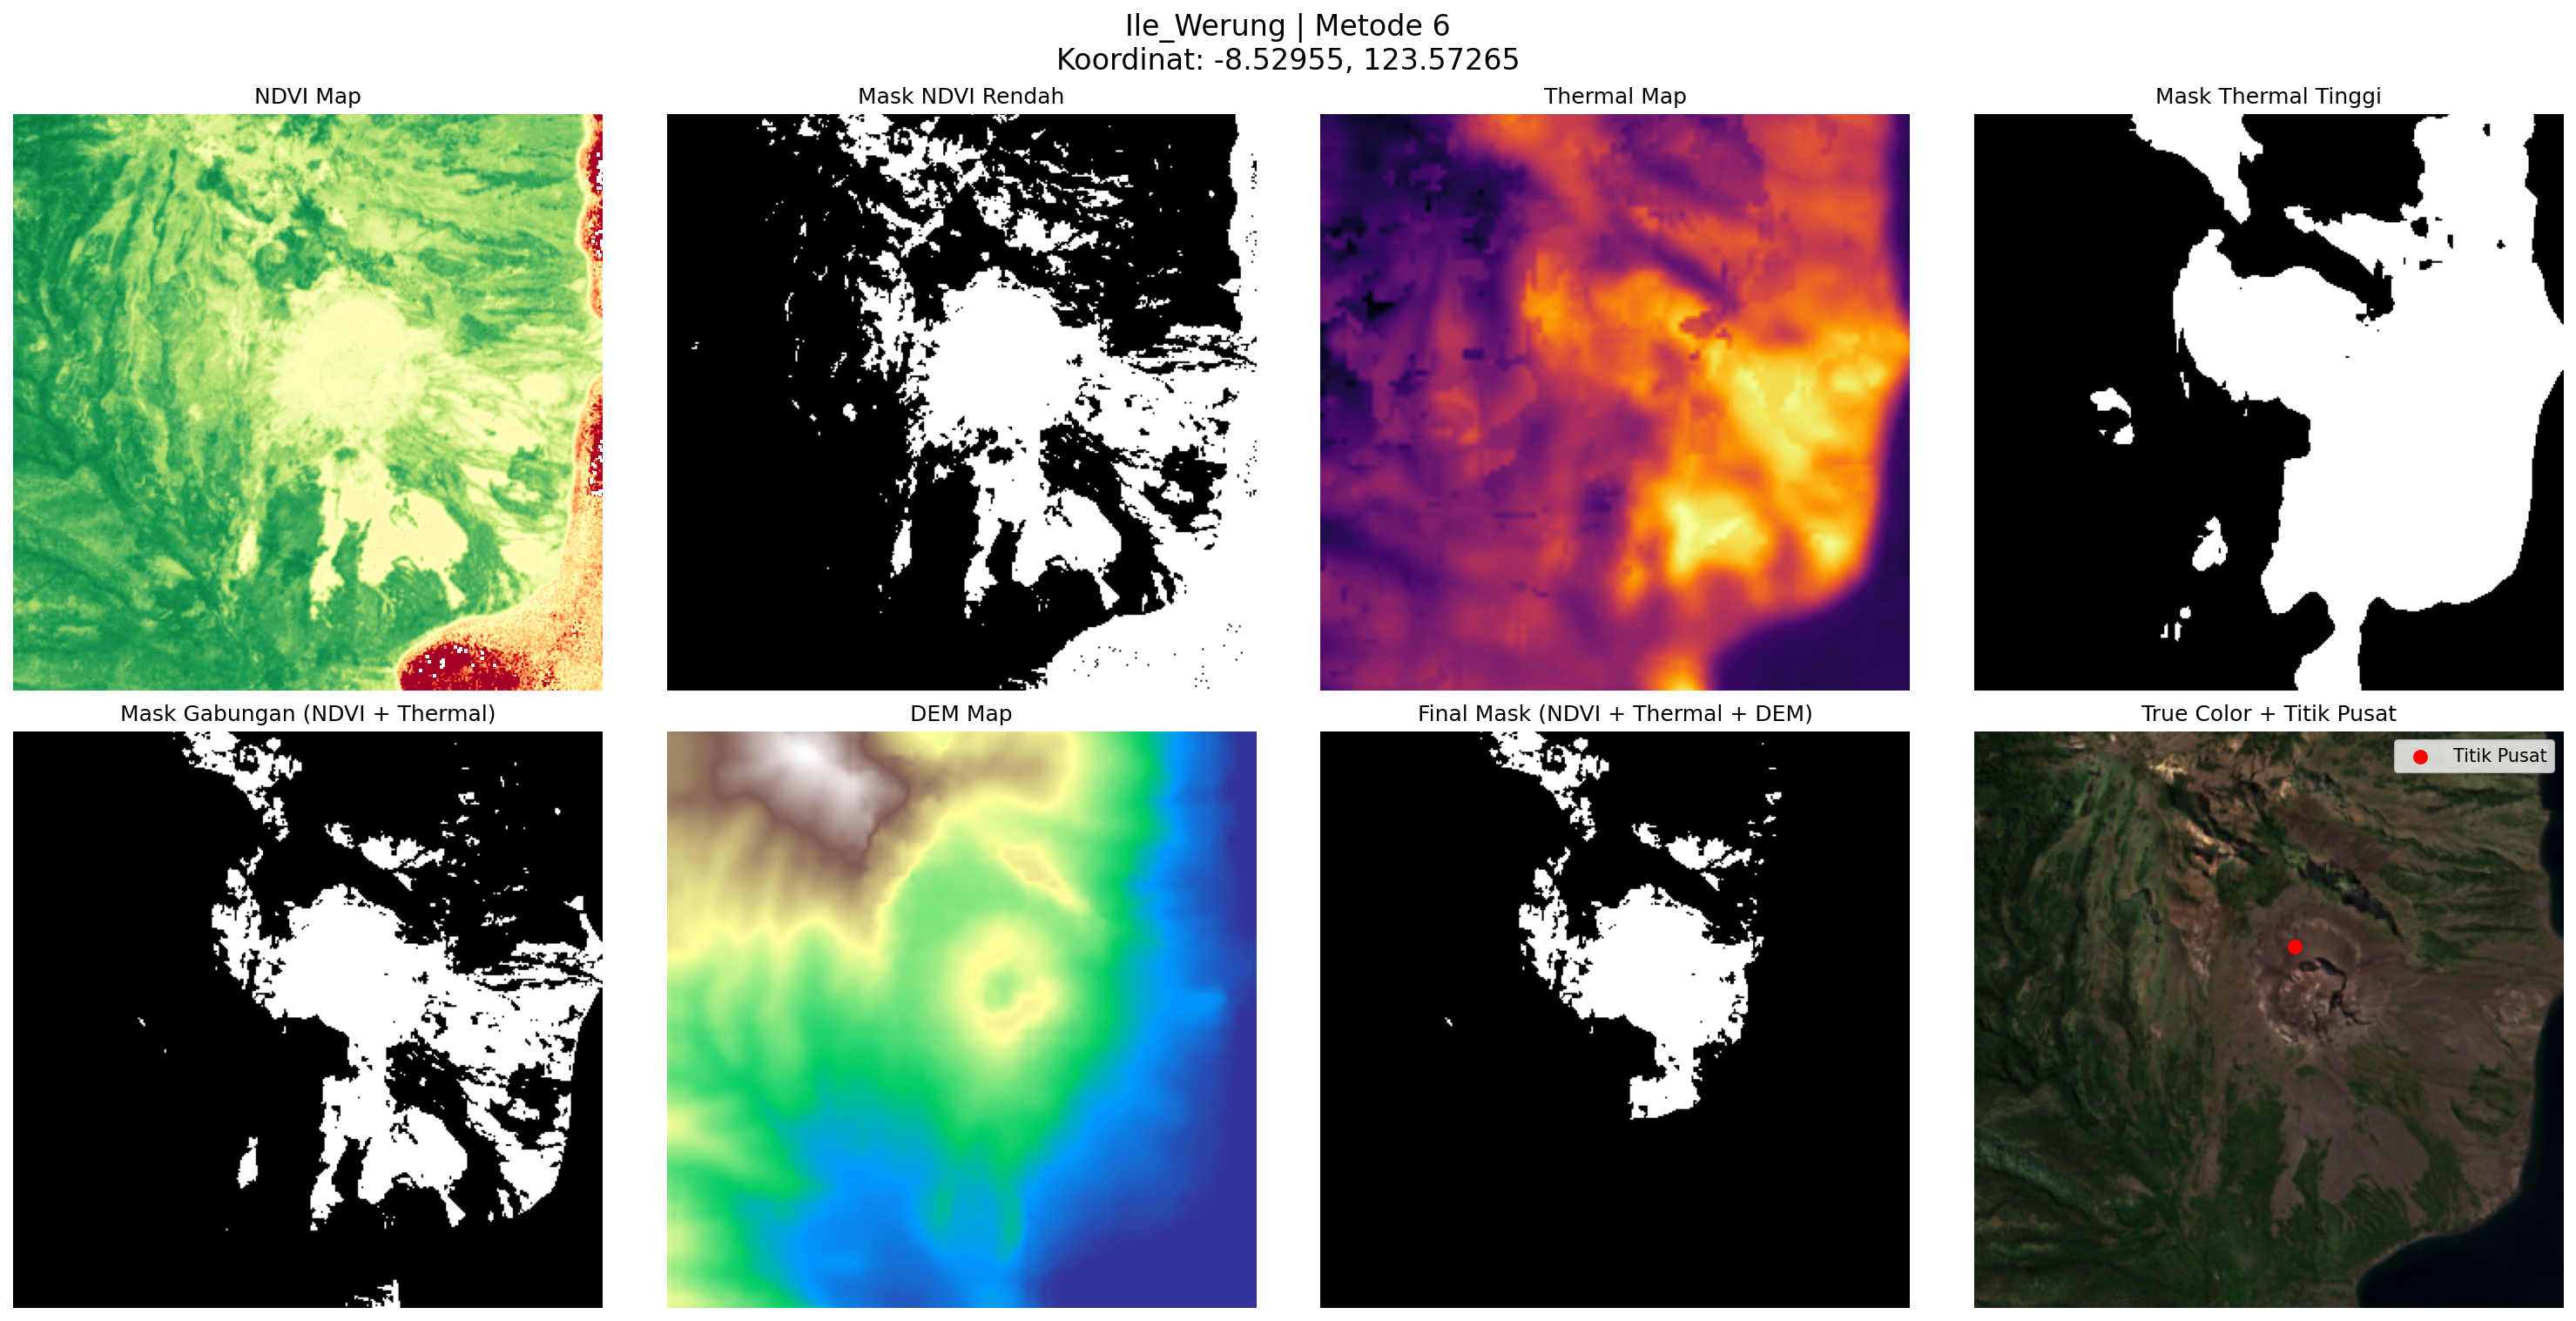 Ile_Werung | Metode 6
Koordinat: -8.52955, 123.57265
NDVI Map
Mask NDVI Rendah
Thermal Map
Mask Thermal Tinggi
Mask Gabungan (NDVI + Thermal)
DEM Map
Final Mask (NDVI + Thermal + DEM)
True Color + Titik Pusat
Titik Pusat